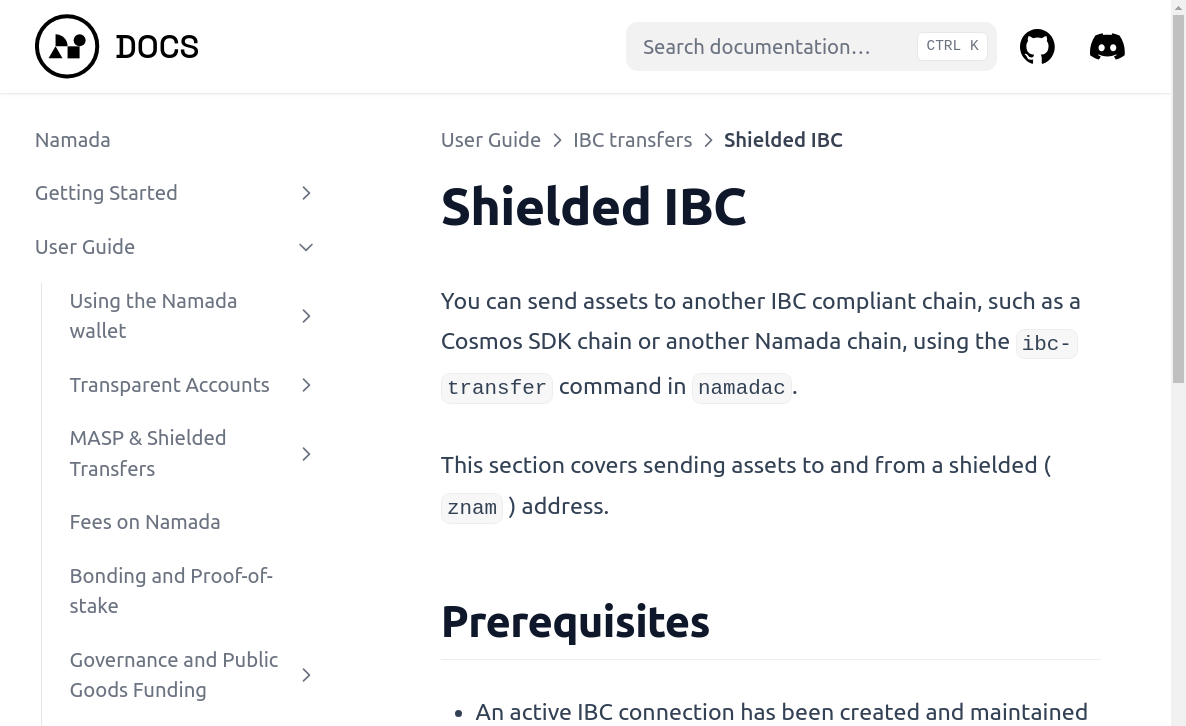 DOCS
Search documentation…
CTRL K
Namada
Getting Started
User Guide
Using the Namada
wallet
Transparent Accounts
MASP & Shielded
Transfers
Fees on Namada
Bonding and Proof-of-
stake
Governance and Public
Goods Funding
User Guide
IBC transfers
Shielded IBC
Shielded IBC
You can send assets to another IBC compliant chain, such as a
Cosmos SDK chain or another Namada chain, using the ibc-
transfer command in namadac.
This section covers sending assets to and from a shielded (
znam ) address.
Prerequisites
• An active IBC connection has been created and maintained